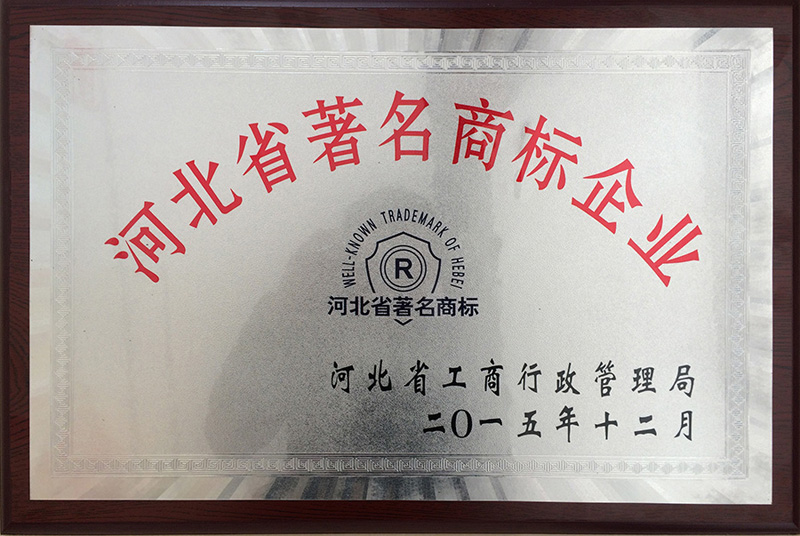 河北省著名商标企业
WELL-KNOWN TRADEMARK OF HEBEI
R
河北省著名商标
河北省工商行政管理局
二〇一五年十二月